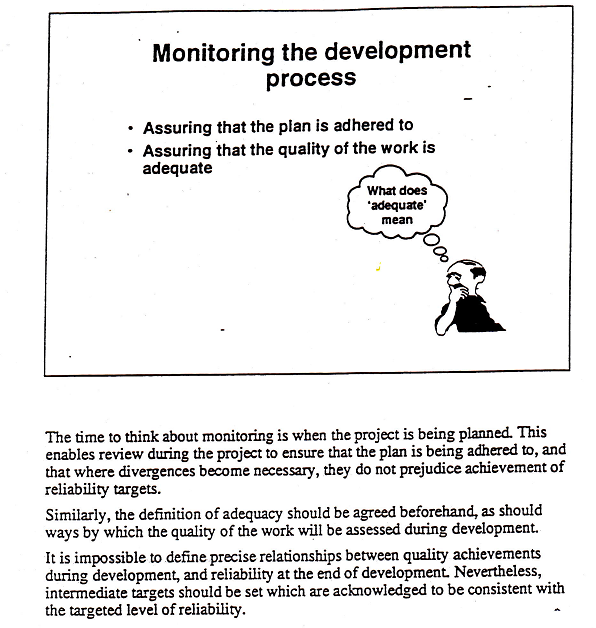 Monitoring the development
process
• Assuring that the plan is adhered to
• Assuring that the quality of the work is
adequate
What does
'adequate'
mean
The time to think about monitoring is when the project is being planned. This
enables review during the project to ensure that the plan is being adhered to, and
that where divergences become necessary, they do not prejudice achievement of
reliability targets.
Similarly, the definition of adequacy should be agreed beforehand, as should
ways by which the quality of the work will be assessed during development.
It is impossible to define precise relationships between quality achievements
during development, and reliability at the end of development. Nevertheless,
intermediate targets should be set which are acknowledged to be consistent with
the targeted level of reliability.